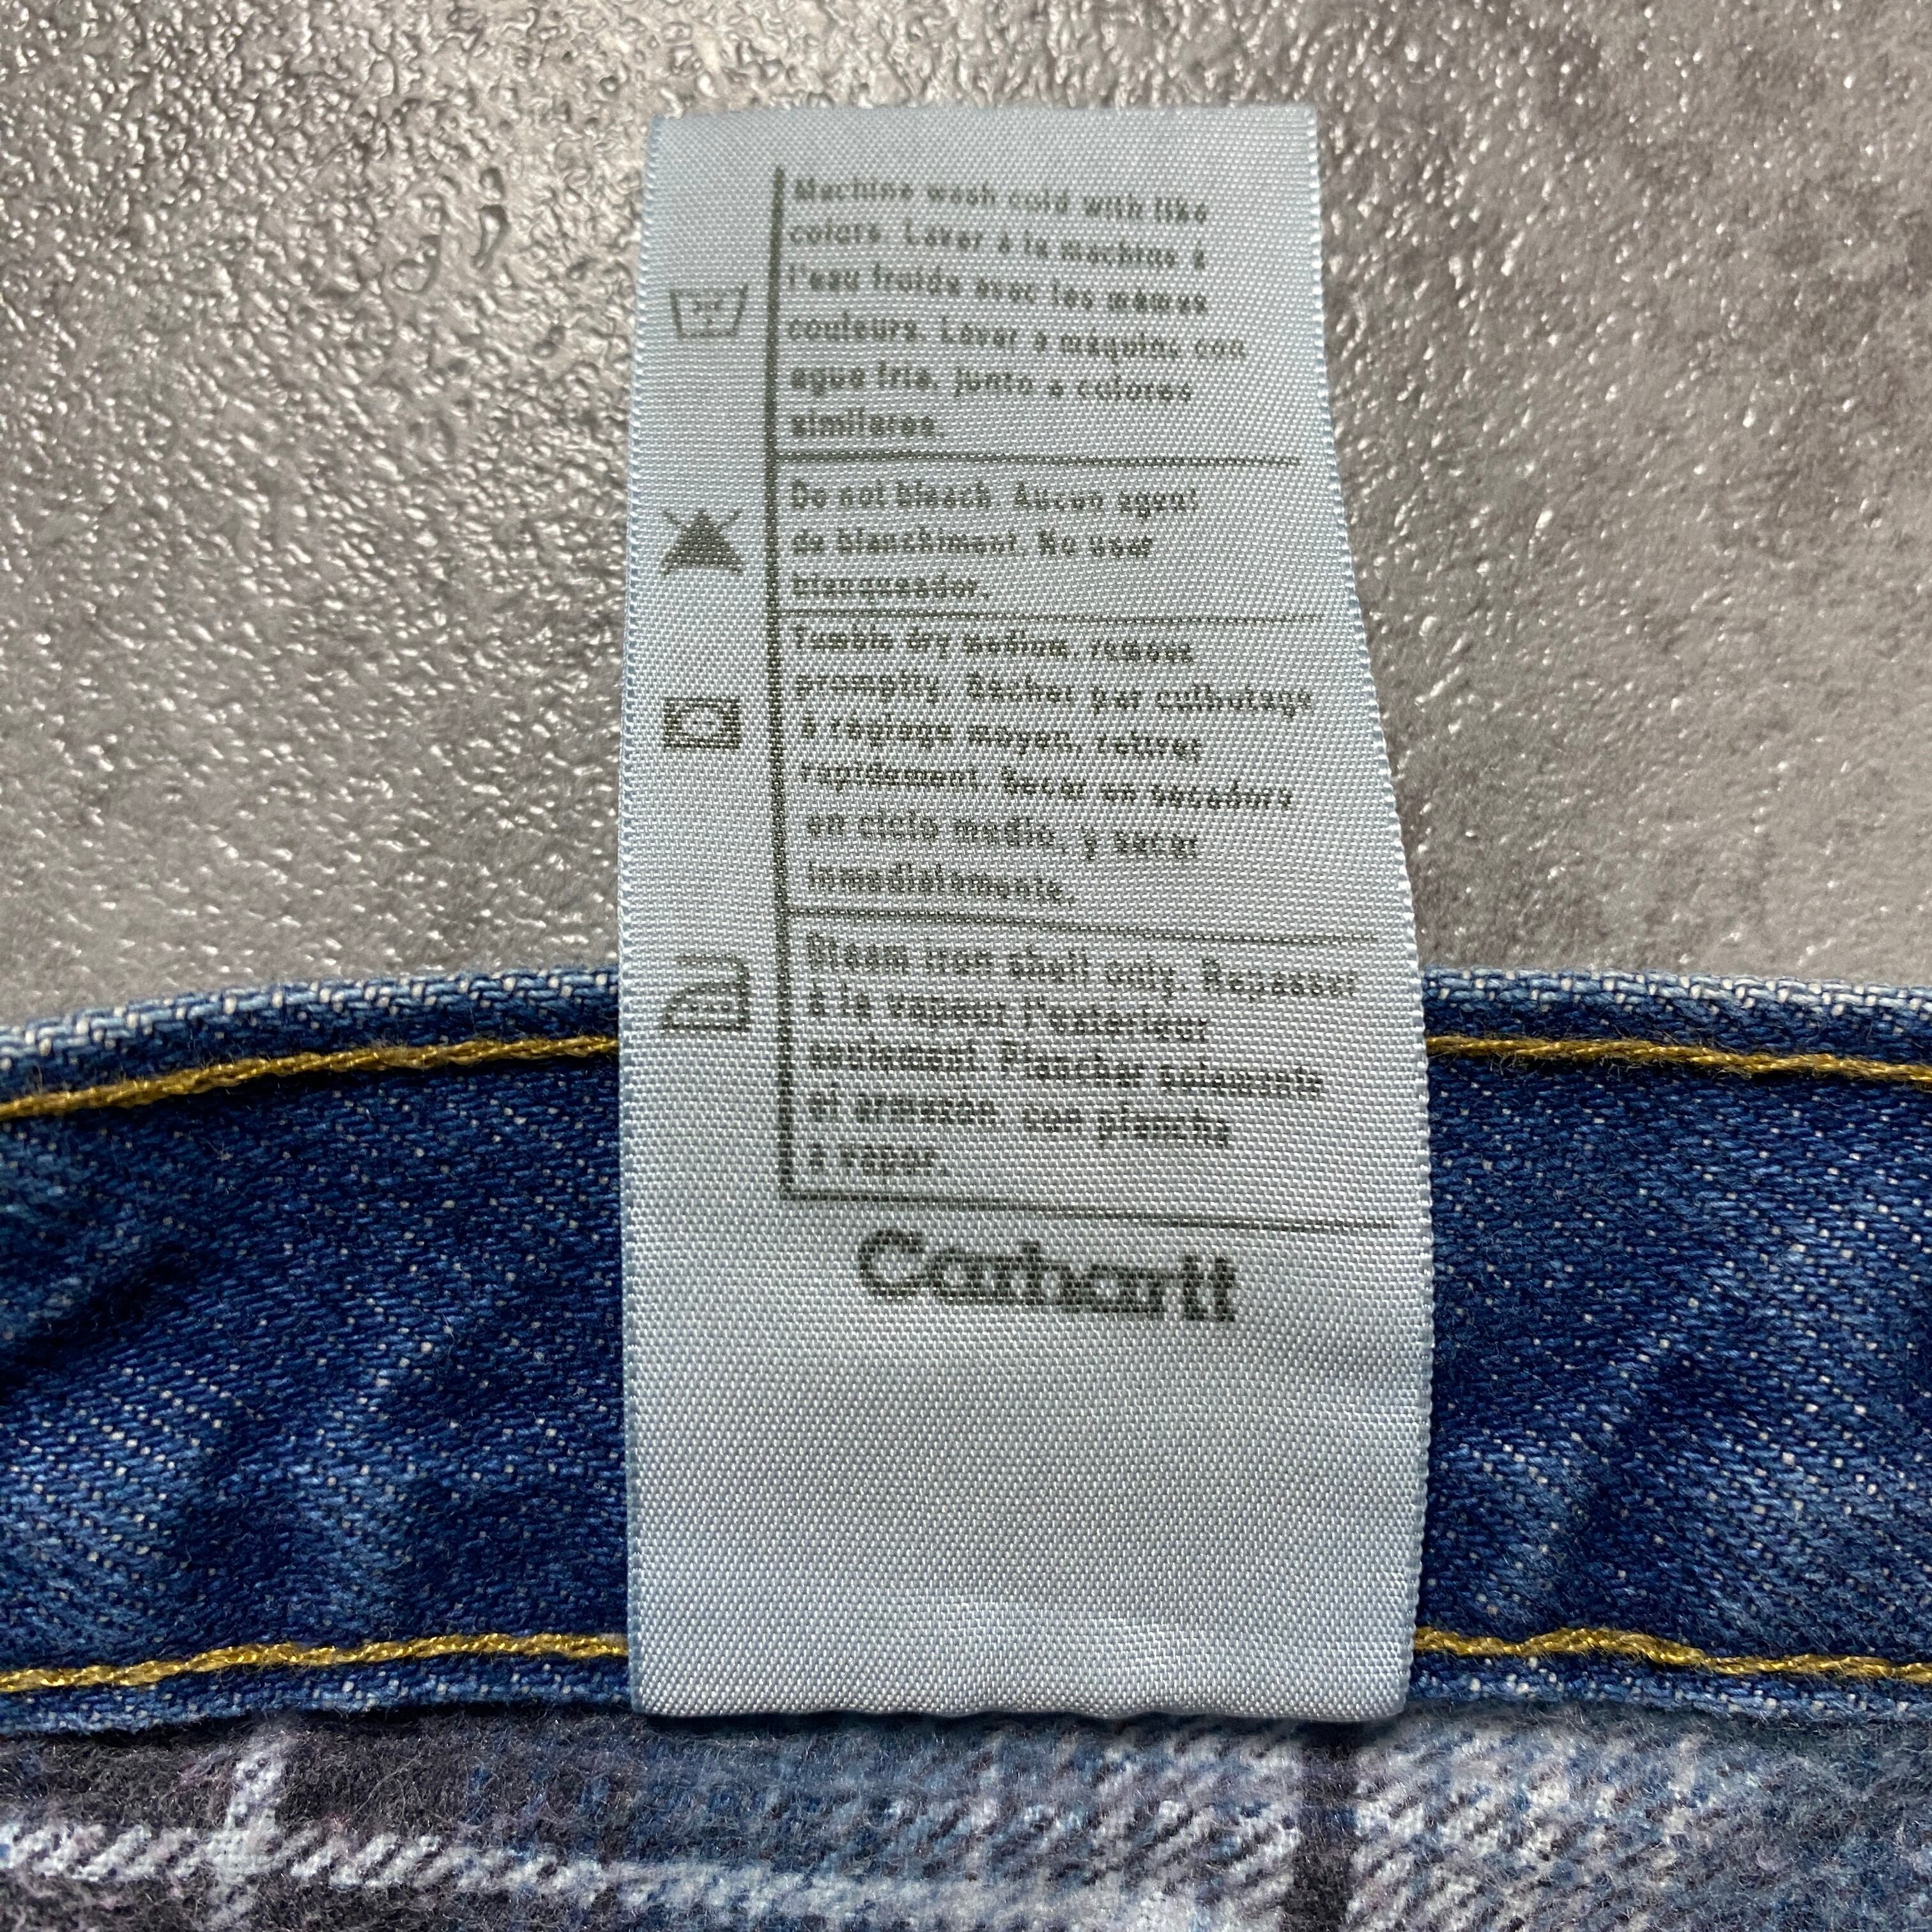 Machine wash cold with like
colors. Laver à la machine à
l'eau froide avec les mêmes
couleurs. Lavar a máquina con
agua fría, junto a colores
similares.
Do not bleach. Aucun agent
de blanchiment. No usar
blanqueador.
Tumble dry medium, remove
promptly. Sécher par culbutage
à réglage moyen, retirer
rapidement. Secar en secadora
en ciclo medio, y sacar
inmediatamente.
Steam iron shell only. Repasser
à la vapeur l'extérieur
seulement. Planchar solamente
el armazón, con plancha
a vapor.
Carhartt